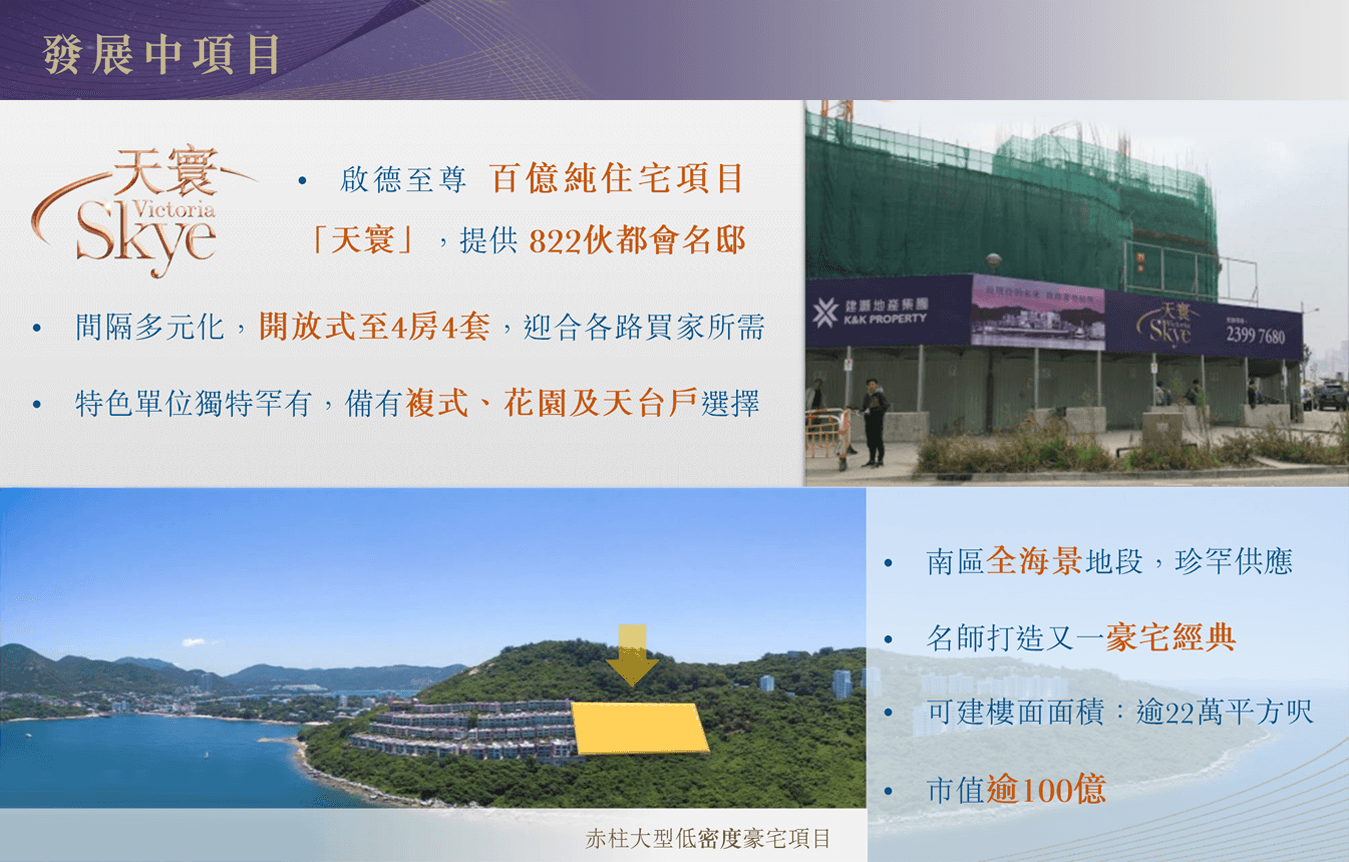 發展中項目
天寰
Victoria
Skye
• 啟德至尊 百億純住宅項目
「天寰」，提供 822伙都會名邸
• 間隔多元化，開放式至4房4套，迎合各路買家所需
• 特色單位獨特罕有，備有複式、花園及天台戶選擇
建灝地產集團
K&K PROPERTY
天寰
Victoria
Skye
2399 7680
• 南區全海景地段，珍罕供應
• 名師打造又一豪宅經典
• 可建樓面面積：逾22萬平方呎
• 市值逾100億
赤柱大型低密度豪宅項目